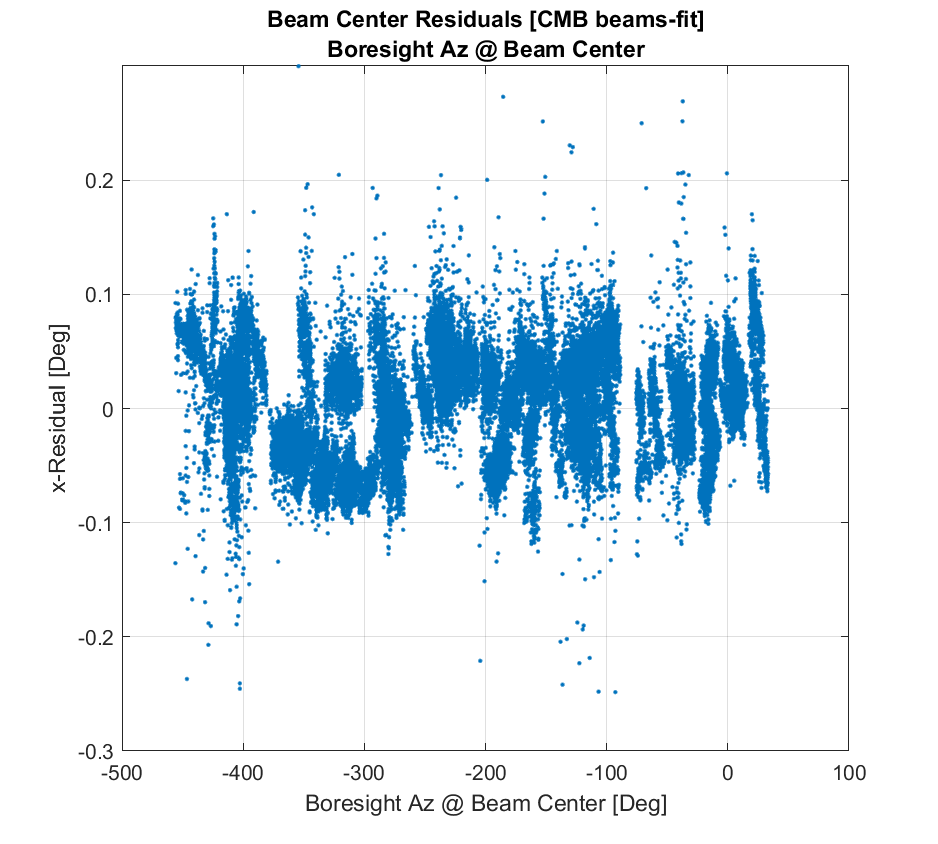 Beam Center Residuals [CMB beams-fit]
Boresight Az @ Beam Center
0.2
0.1
0
-0.1
-0.2
-0.3
x-Residual [Deg]
-500 -400 -300 -200 -100 0 100
Boresight Az @ Beam Center [Deg]